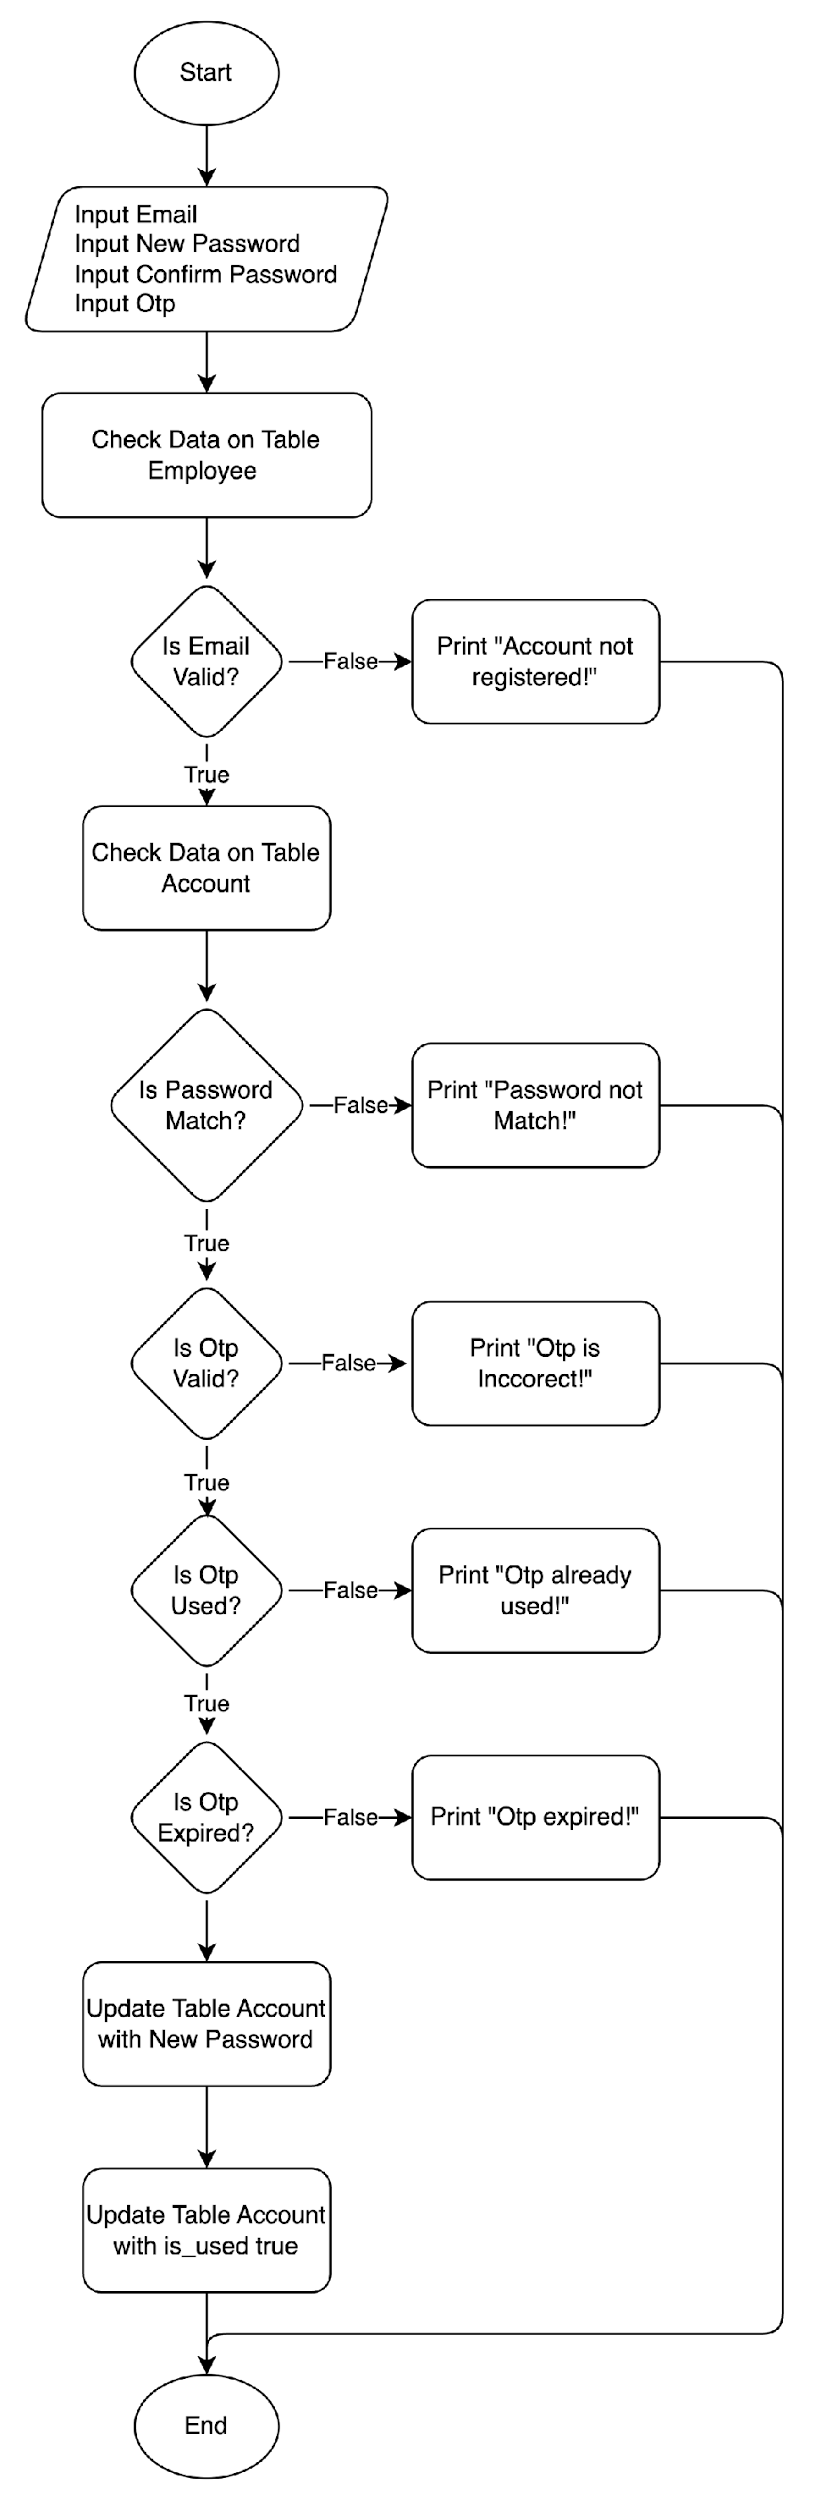 Start
Input Email
Input New Password
Input Confirm Password
Input Otp
Check Data on Table
Employee
Is Email
Valid?
False
Print "Account not
registered!"
True
Check Data on Table
Account
Is Password
Match?
False
Print "Password not
Match!"
True
Is Otp
Valid?
False
Print "Otp is
Inccorect!"
True
Is Otp
Used?
False
Print "Otp already
used!"
True
Is Otp
Expired?
False
Print "Otp expired!"
Update Table Account
with New Password
Update Table Account
with is_used true
End